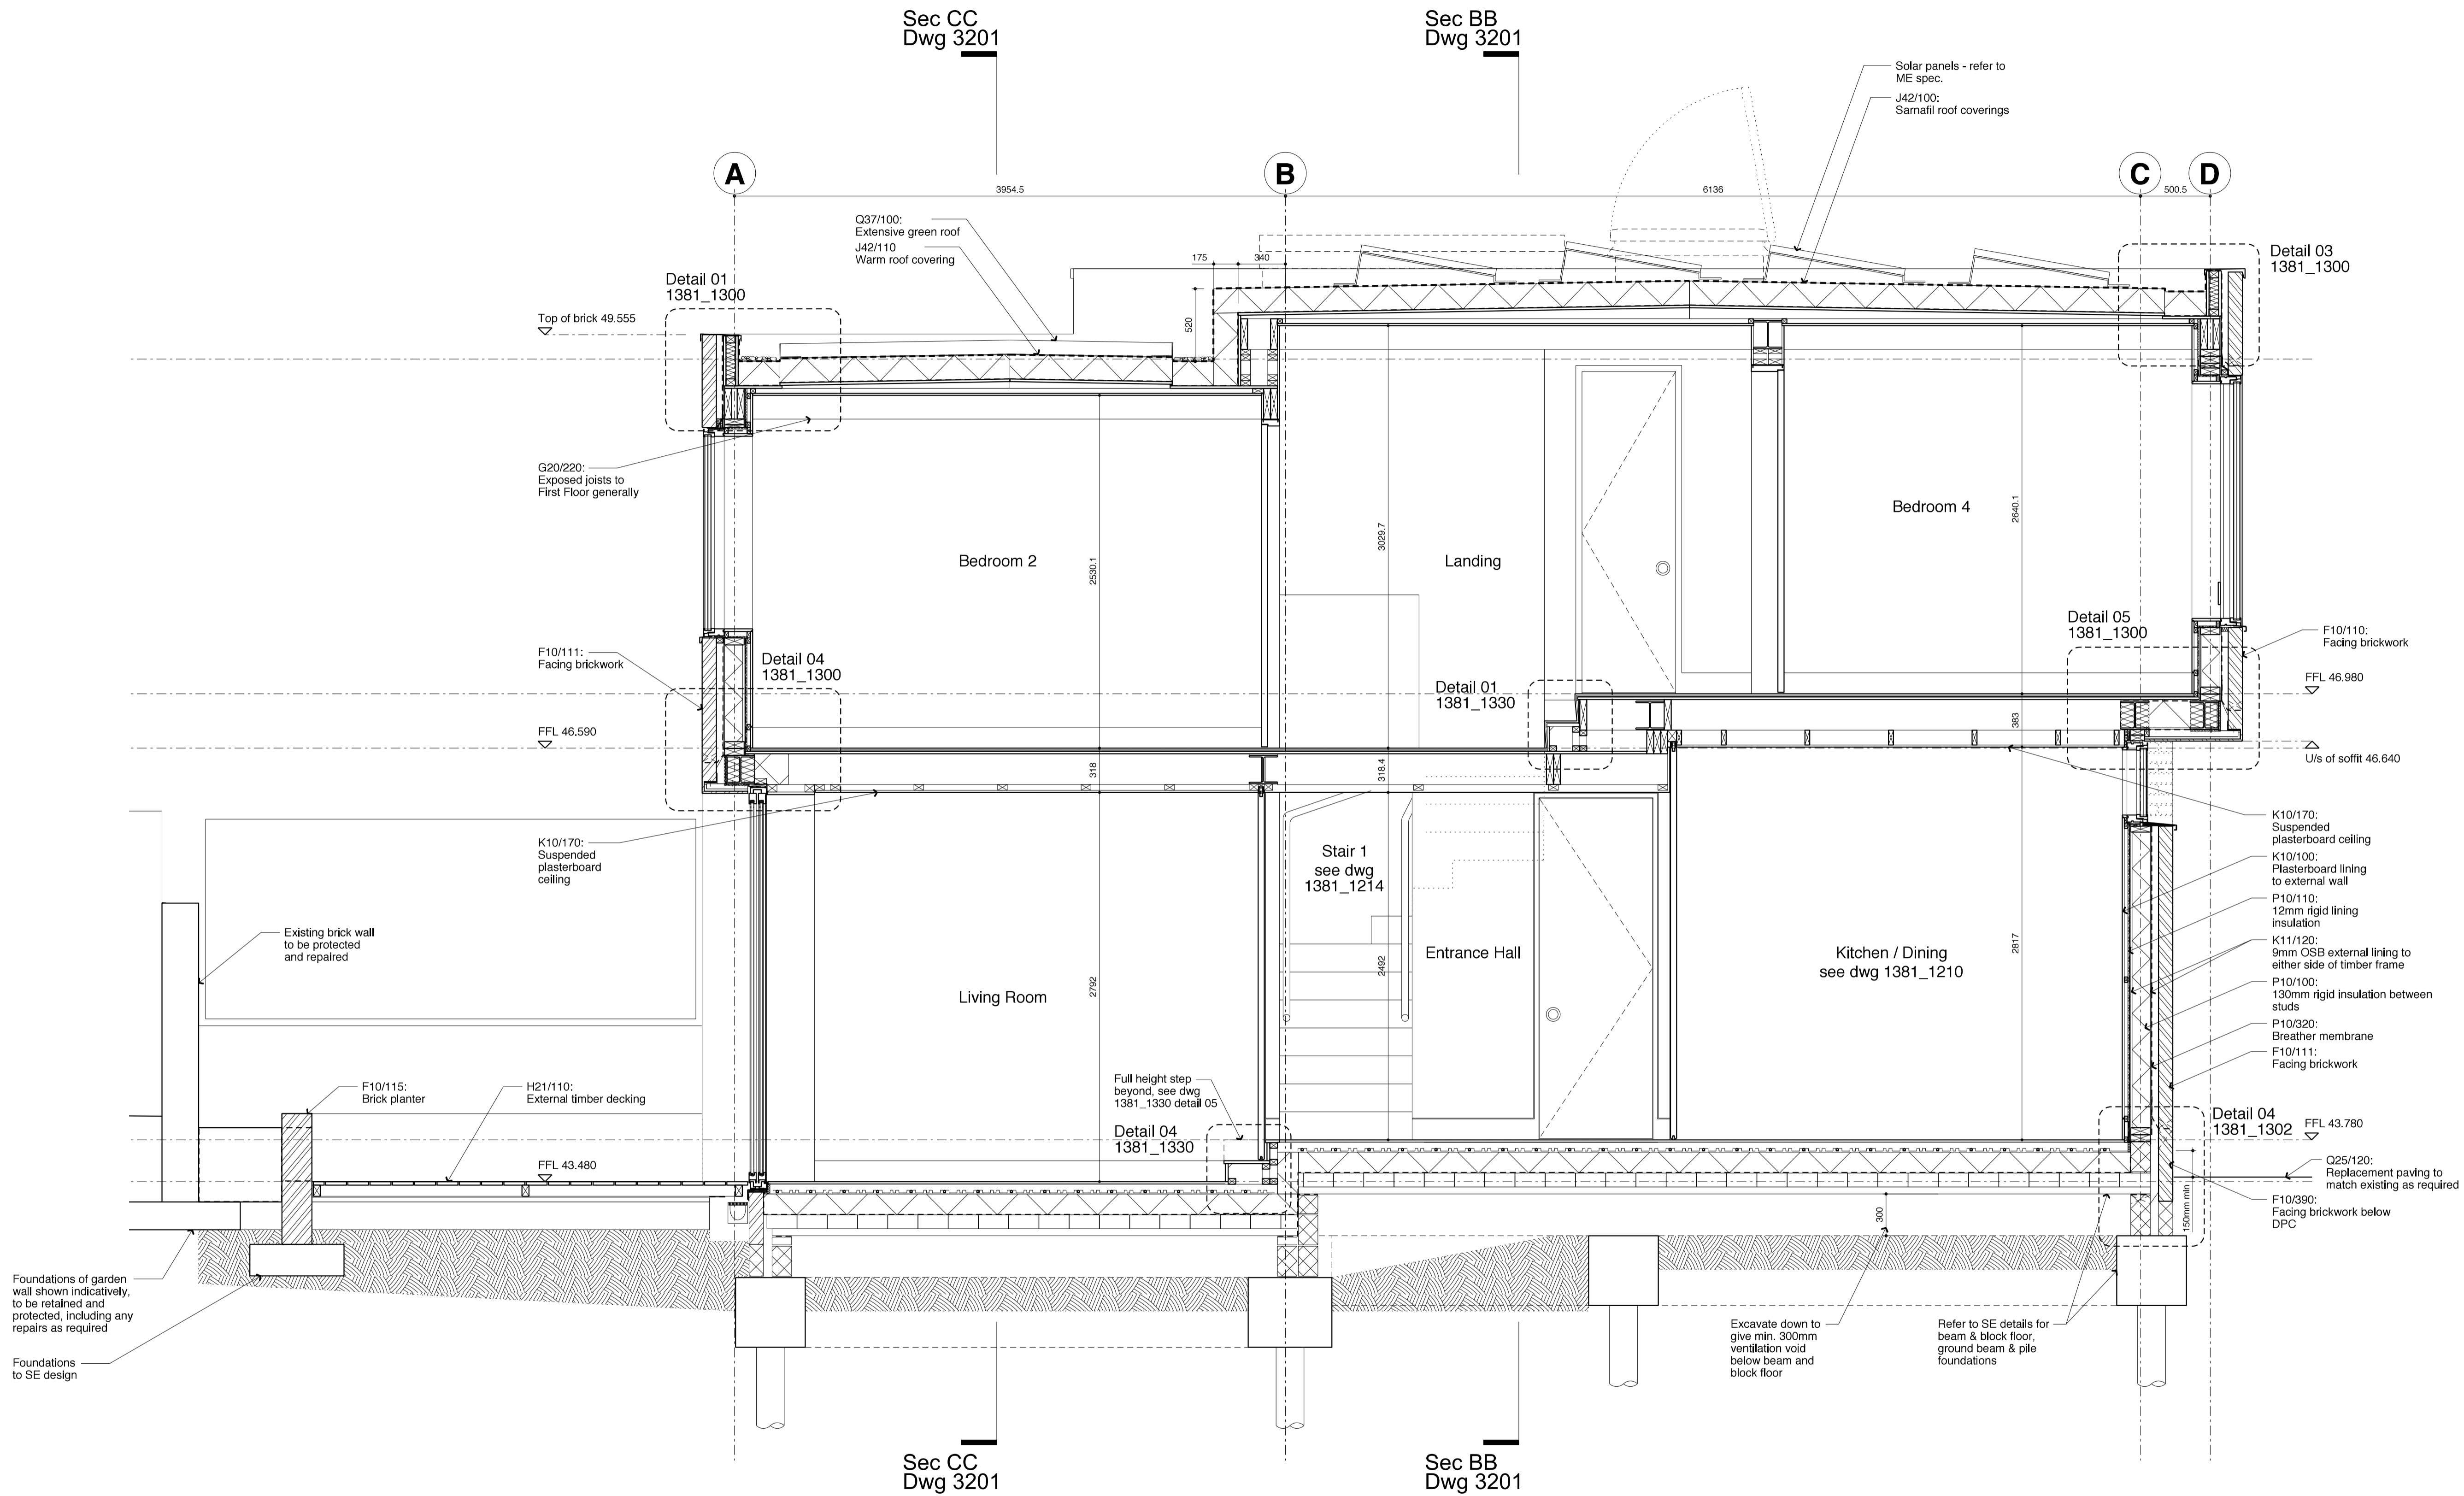 Sec CC
Dwg 3201
Sec BB
Dwg 3201
Solar panels - refer to
ME spec.
J42/100:
Sarnafil roof coverings
A
B
C
D
3954.5
6136
500.5
Q37/100:
Extensive green roof
J42/110
Warm roof covering
175
340
520
Detail 01
1381_1300
Detail 03
1381_1300
Top of brick 49.555
G20/220:
Exposed joists to
First Floor generally
Bedroom 2
2530.1
3029.7
Landing
Bedroom 4
2640.1
F10/111:
Facing brickwork
Detail 04
1381_1300
Detail 01
1381_1330
Detail 05
1381_1300
F10/110:
Facing brickwork
FFL 46.980
FFL 46.590
383
U/s of soffit 46.640
318
318.4
K10/170:
Suspended
plasterboard
ceiling
K10/170:
Suspended
plasterboard ceiling
K10/100:
Plasterboard lining
to external wall
P10/110:
12mm rigid lining
insulation
K11/120:
9mm OSB external lining to
either side of timber frame
P10/100:
130mm rigid insulation between
studs
P10/320:
Breather membrane
F10/111:
Facing brickwork
Stair 1
see dwg
1381_1214
Existing brick wall
to be protected
and repaired
Living Room
2792
2492
Entrance Hall
Kitchen / Dining
see dwg 1381_1210
2817
F10/115:
Brick planter
H21/110:
External timber decking
Full height step
beyond, see dwg
1381_1330 detail 05
Detail 04
1381_1330
Detail 04
1381_1302
FFL 43.780
FFL 43.480
Q25/120:
Replacement paving to
match existing as required
F10/390:
Facing brickwork below
DPC
300
150mm min
Foundations of garden
wall shown indicatively,
to be retained and
protected, including any
repairs as required
Foundations
to SE design
Excavate down to
give min. 300mm
ventilation void
below beam and
block floor
Refer to SE details for
beam & block floor,
ground beam & pile
foundations
Sec CC
Dwg 3201
Sec BB
Dwg 3201